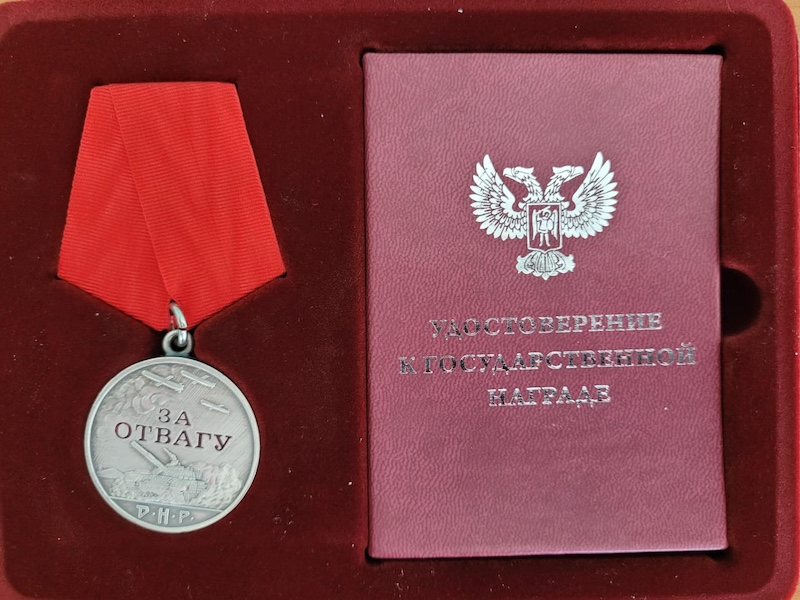 ЗА
ОТВАГУ
Д.Н.Р.
УДОСТОВЕРЕНИЕ
К ГОСУДАРСТВЕННОЙ
НАГРАДЕ